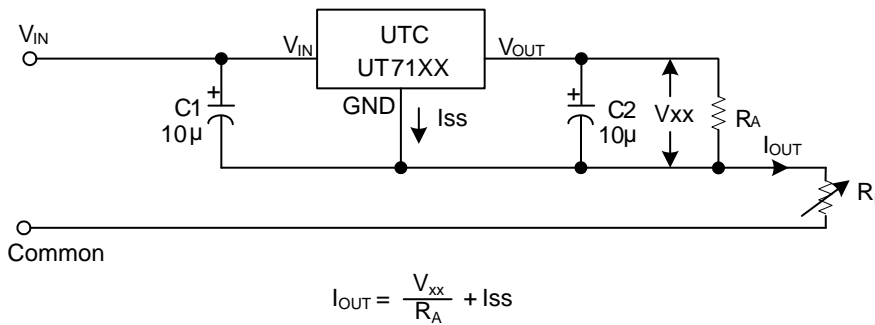 VIN
VIN
UTC
UT71XX
VOUT
GND
Iss
C1
10μ
C2
10μ
Vxx
RA
IOUT
R
Common
IOUT = Vxx / RA + Iss